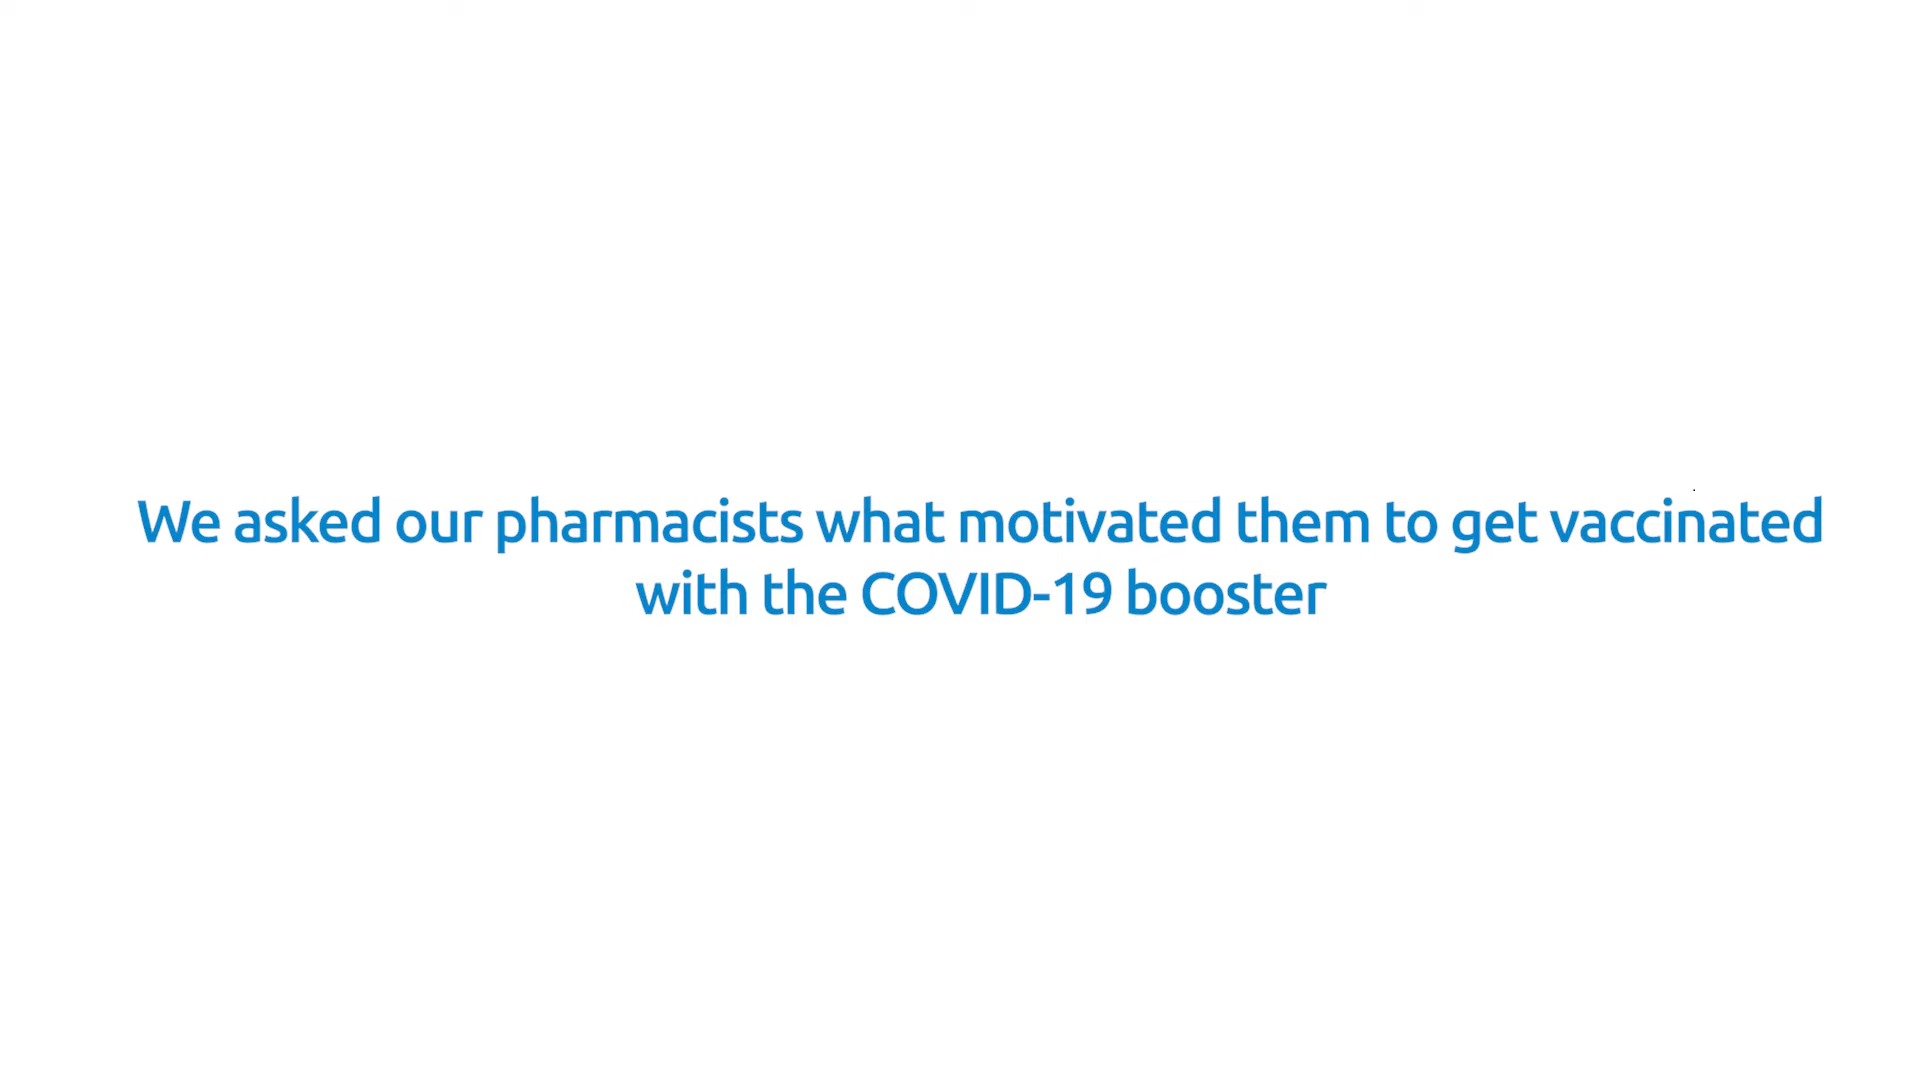 We asked our pharmacists what motivated them to get vaccinated
with the COVID-19 booster